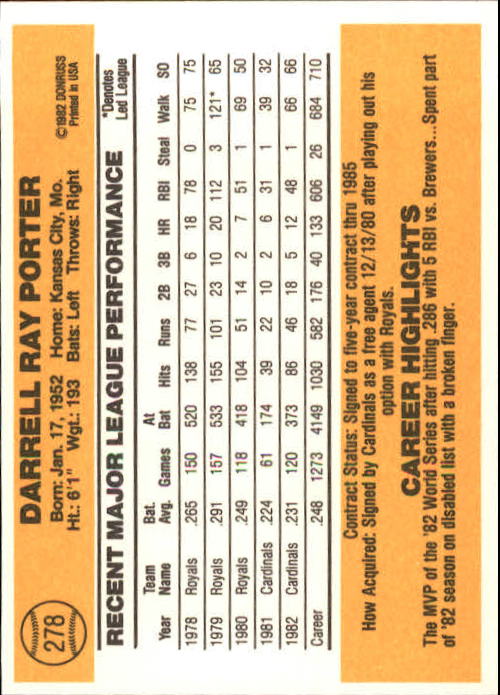 278
DARRELL RAY PORTER
Born: Jan. 17, 1952 Home: Kansas City, Mo.
Ht.: 6'1" Wgt.: 193 Bats: Left Throws: Right
©1982 DONRUSS
Printed in USA
RECENT MAJOR LEAGUE PERFORMANCE
*Denotes
Led League
Team Bat. At
Year Name Avg. Games Bat Hits Runs 2B 3B HR RBI Steal Walk SO
1978 Royals .265 150 520 138 77 27 6 18 78 0 75 75
1979 Royals .291 157 533 155 101 23 10 20 112 3 121* 65
1980 Royals .249 118 418 104 51 14 2 7 51 1 69 50
1981 Cardinals .224 61 174 39 22 10 2 6 31 1 39 32
1982 Cardinals .231 120 373 86 46 18 5 12 48 1 66 66
Career .248 1273 4149 1030 582 176 40 133 606 26 684 710
Contract Status: Signed to five-year contract thru 1985
How Acquired: Signed by Cardinals as a free agent 12/13/80 after playing out his
option with Royals.
CAREER HIGHLIGHTS
The MVP of the '82 World Series after hitting .286 with 5 RBI vs. Brewers... Spent part
of '82 season on disabled list with a broken finger.